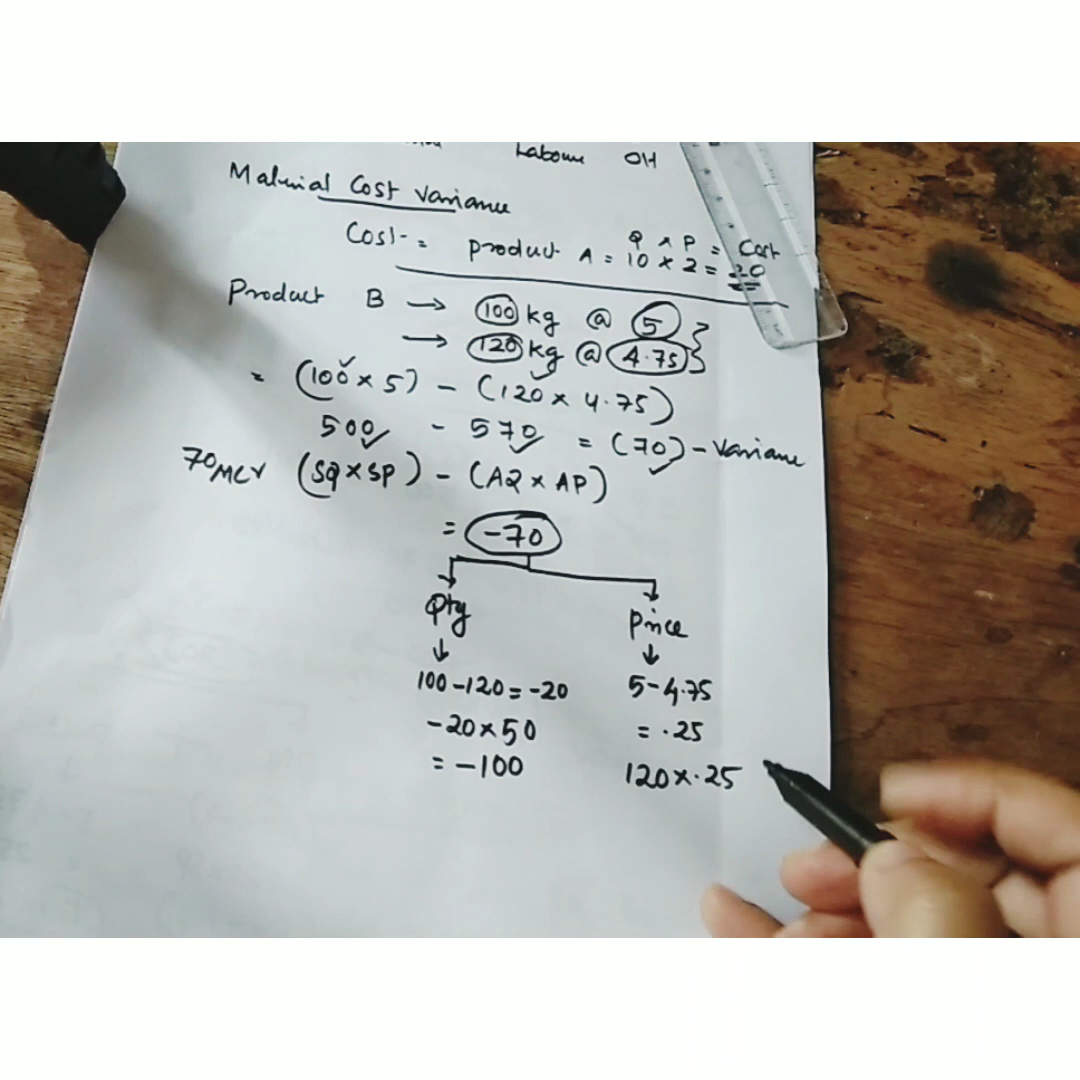 Labour OH
Material Cost Variance
Q × P = Cost
Cost = product A = 10 × 2 = 20
Product B → 100 kg @ 5
→ 120 kg @ 4.75
= (100 × 5) - (120 × 4.75)
500 - 570 = (70) - Variance
70 MCV (SQ × SP) - (AQ × AP)
= -70
Qty Price
↓ ↓
100-120 = -20 5-4.75
-20×50 = .25
= -100 120×.25